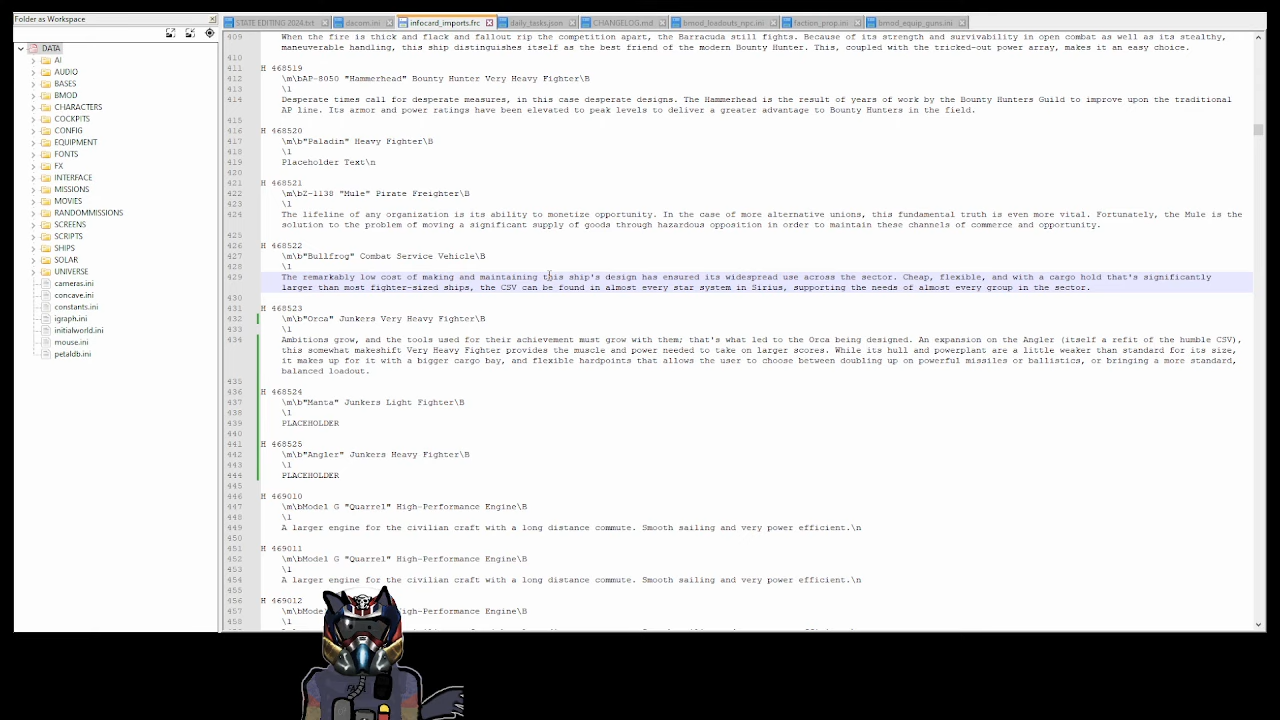 Folder as Workspace
DATA
AI
AUDIO
BASES
BMOD
CHARACTERS
COCKPITS
CONFIG
EQUIPMENT
FONTS
FX
INTERFACE
MISSIONS
MOVIES
RANDOMMISSIONS
SCREENS
SCRIPTS
SHIPS
SOLAR
UNIVERSE
cameras.ini
concave.ini
constants.ini
igraph.ini
initialworld.ini
mouse.ini
petaldb.ini
STATE EDITING 2024.txt dacom.ini infocard_imports.frc daily_tasks.json CHANGELOG.md bmod_loadouts_npc.ini faction_prop.ini bmod_equip_guns.ini
409 When the fire is thick and flack and fallout rip the competition apart, the Barracuda still fights. Because of its strength and survivability in open combat as well as its stealthy,
maneuverable handling, this ship distinguishes itself as the best friend of the modern Bounty Hunter. This, coupled with the tricked-out power array, makes it an easy choice.
410
411 H 468519
412 \m\bAP-8050 "Hammerhead" Bounty Hunter Very Heavy Fighter\B
413 \l
414 Desperate times call for desperate measures, in this case desperate designs. The Hammerhead is the result of years of work by the Bounty Hunters Guild to improve upon the traditional
AP line. Its armor and power ratings have been elevated to peak levels to deliver a greater advantage to Bounty Hunters in the field.
415
416 H 468520
417 \m\b"Paladin" Heavy Fighter\B
418 \l
419 Placeholder Text\n
420
421 H 468521
422 \m\bZ-1138 "Mule" Pirate Freighter\B
423 \l
424 The lifeline of any organization is its ability to monetize opportunity. In the case of more alternative unions, this fundamental truth is even more vital. Fortunately, the Mule is the
solution to the problem of moving a significant supply of goods through hazardous opposition in order to maintain these channels of commerce and opportunity.
425
426 H 468522
427 \m\b"Bullfrog" Combat Service Vehicle\B
428 \l
429 The remarkably low cost of making and maintaining this ship's design has ensured its widespread use across the sector. Cheap, flexible, and with a cargo hold that's significantly
larger than most fighter-sized ships, the CSV can be found in almost every star system in Sirius, supporting the needs of almost every group in the sector.
430
431 H 468523
432 \m\b"Orca" Junkers Very Heavy Fighter\B
433 \l
434 Ambitions grow, and the tools used for their achievement must grow with them; that's what led to the Orca being designed. An expansion on the Angler (itself a refit of the humble CSV),
this somewhat makeshift Very Heavy Fighter provides the muscle and power needed to take on larger scores. While its hull and powerplant are a little weaker than standard for its size,
it makes up for it with a bigger cargo bay, and flexible hardpoints that allows the user to choose between doubling up on powerful missiles or ballistics, or bringing a more standard,
balanced loadout.
435
436 H 468524
437 \m\b"Manta" Junkers Light Fighter\B
438 \l
439 PLACEHOLDER
440
441 H 468525
442 \m\b"Angler" Junkers Heavy Fighter\B
443 \l
444 PLACEHOLDER
445
446 H 469010
447 \m\bModel G "Quarrel" High-Performance Engine\B
448 \l
449 A larger engine for the civilian craft with a long distance commute. Smooth sailing and very power efficient.\n
450
451 H 469011
452 \m\bModel G "Quarrel" High-Performance Engine\B
453 \l
454 A larger engine for the civilian craft with a long distance commute. Smooth sailing and very power efficient.\n
455
456 H 469012
457 \m\bModel High-Performance Engine\B